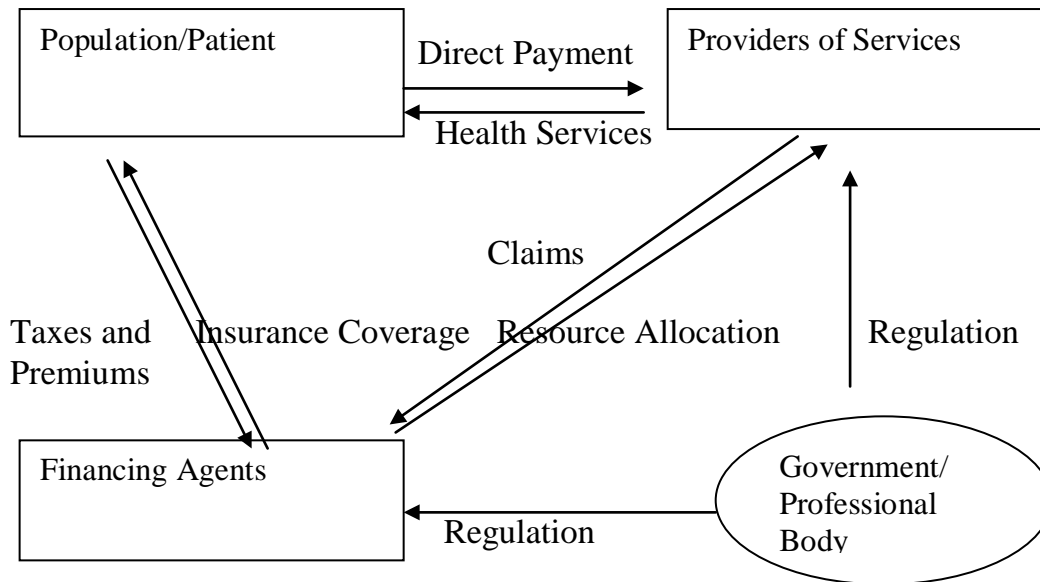 Population/Patient
Direct Payment
Providers of Services
Health Services
Claims
Taxes and
Premiums
Insurance Coverage
Resource Allocation
Regulation
Financing Agents
Regulation
Government/
Professional
Body